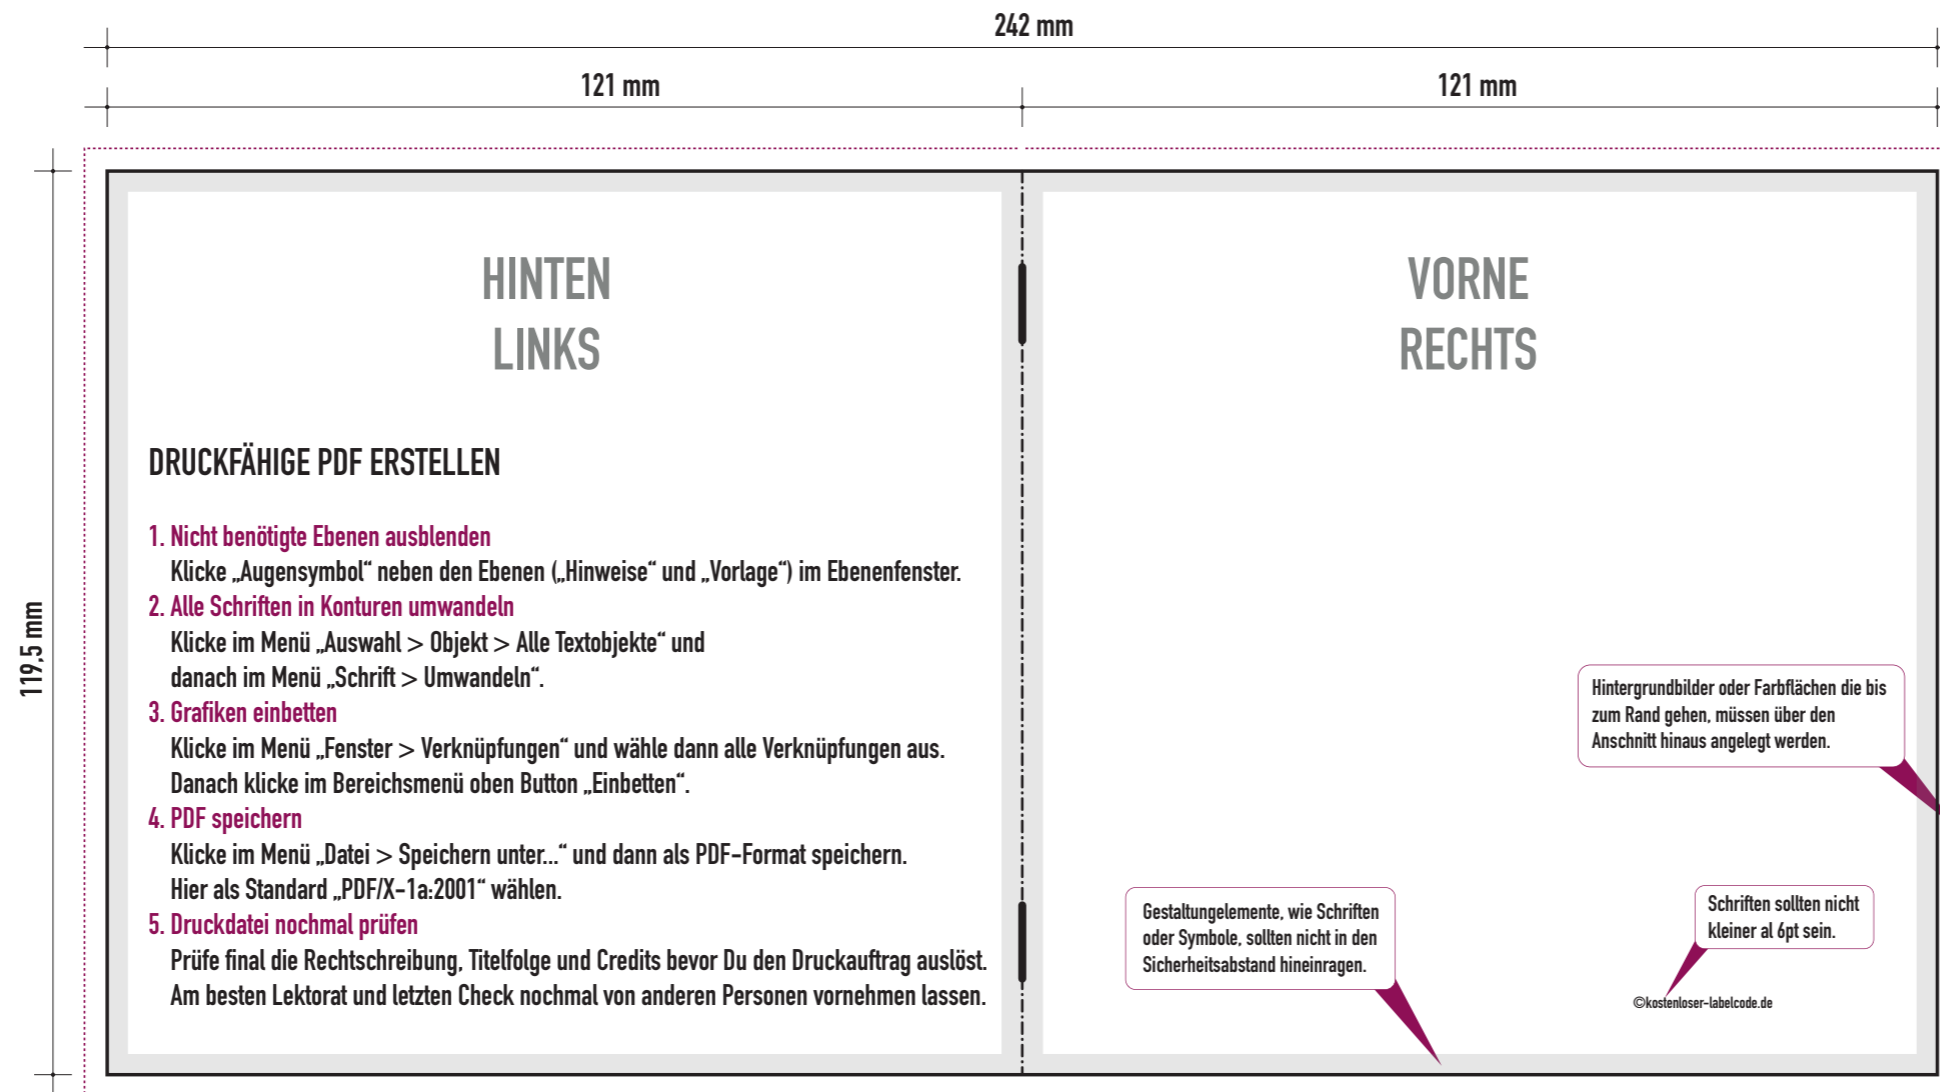 242 mm
121 mm
121 mm
119,5 mm
HINTEN
LINKS
DRUCKFÄHIGE PDF ERSTELLEN
1. Nicht benötigte Ebenen ausblenden
Klicke „Augensymbol“ neben den Ebenen („Hinweise“ und „Vorlage“) im Ebenenfenster.
2. Alle Schriften in Konturen umwandeln
Klicke im Menü „Auswahl > Objekt > Alle Textobjekte“ und
danach im Menü „Schrift > Umwandeln“.
3. Grafiken einbetten
Klicke im Menü „Fenster > Verknüpfungen“ und wähle dann alle Verknüpfungen aus.
Danach klicke im Bereichsmenü oben Button „Einbetten“.
4. PDF speichern
Klicke im Menü „Datei > Speichern unter...“ und dann als PDF-Format speichern.
Hier als Standard „PDF/X-1a:2001“ wählen.
5. Druckdatei nochmal prüfen
Prüfe final die Rechtschreibung, Titelfolge und Credits bevor Du den Druckauftrag auslöst.
Am besten Lektorat und letzten Check nochmal von anderen Personen vornehmen lassen.
VORNE
RECHTS
Hintergrundbilder oder Farbflächen die bis
zum Rand gehen, müssen über den
Anschnitt hinaus angelegt werden.
Gestaltungelemente, wie Schriften
oder Symbole, sollten nicht in den
Sicherheitsabstand hineinragen.
Schriften sollten nicht
kleiner al 6pt sein.
©kostenloser-labelcode.de